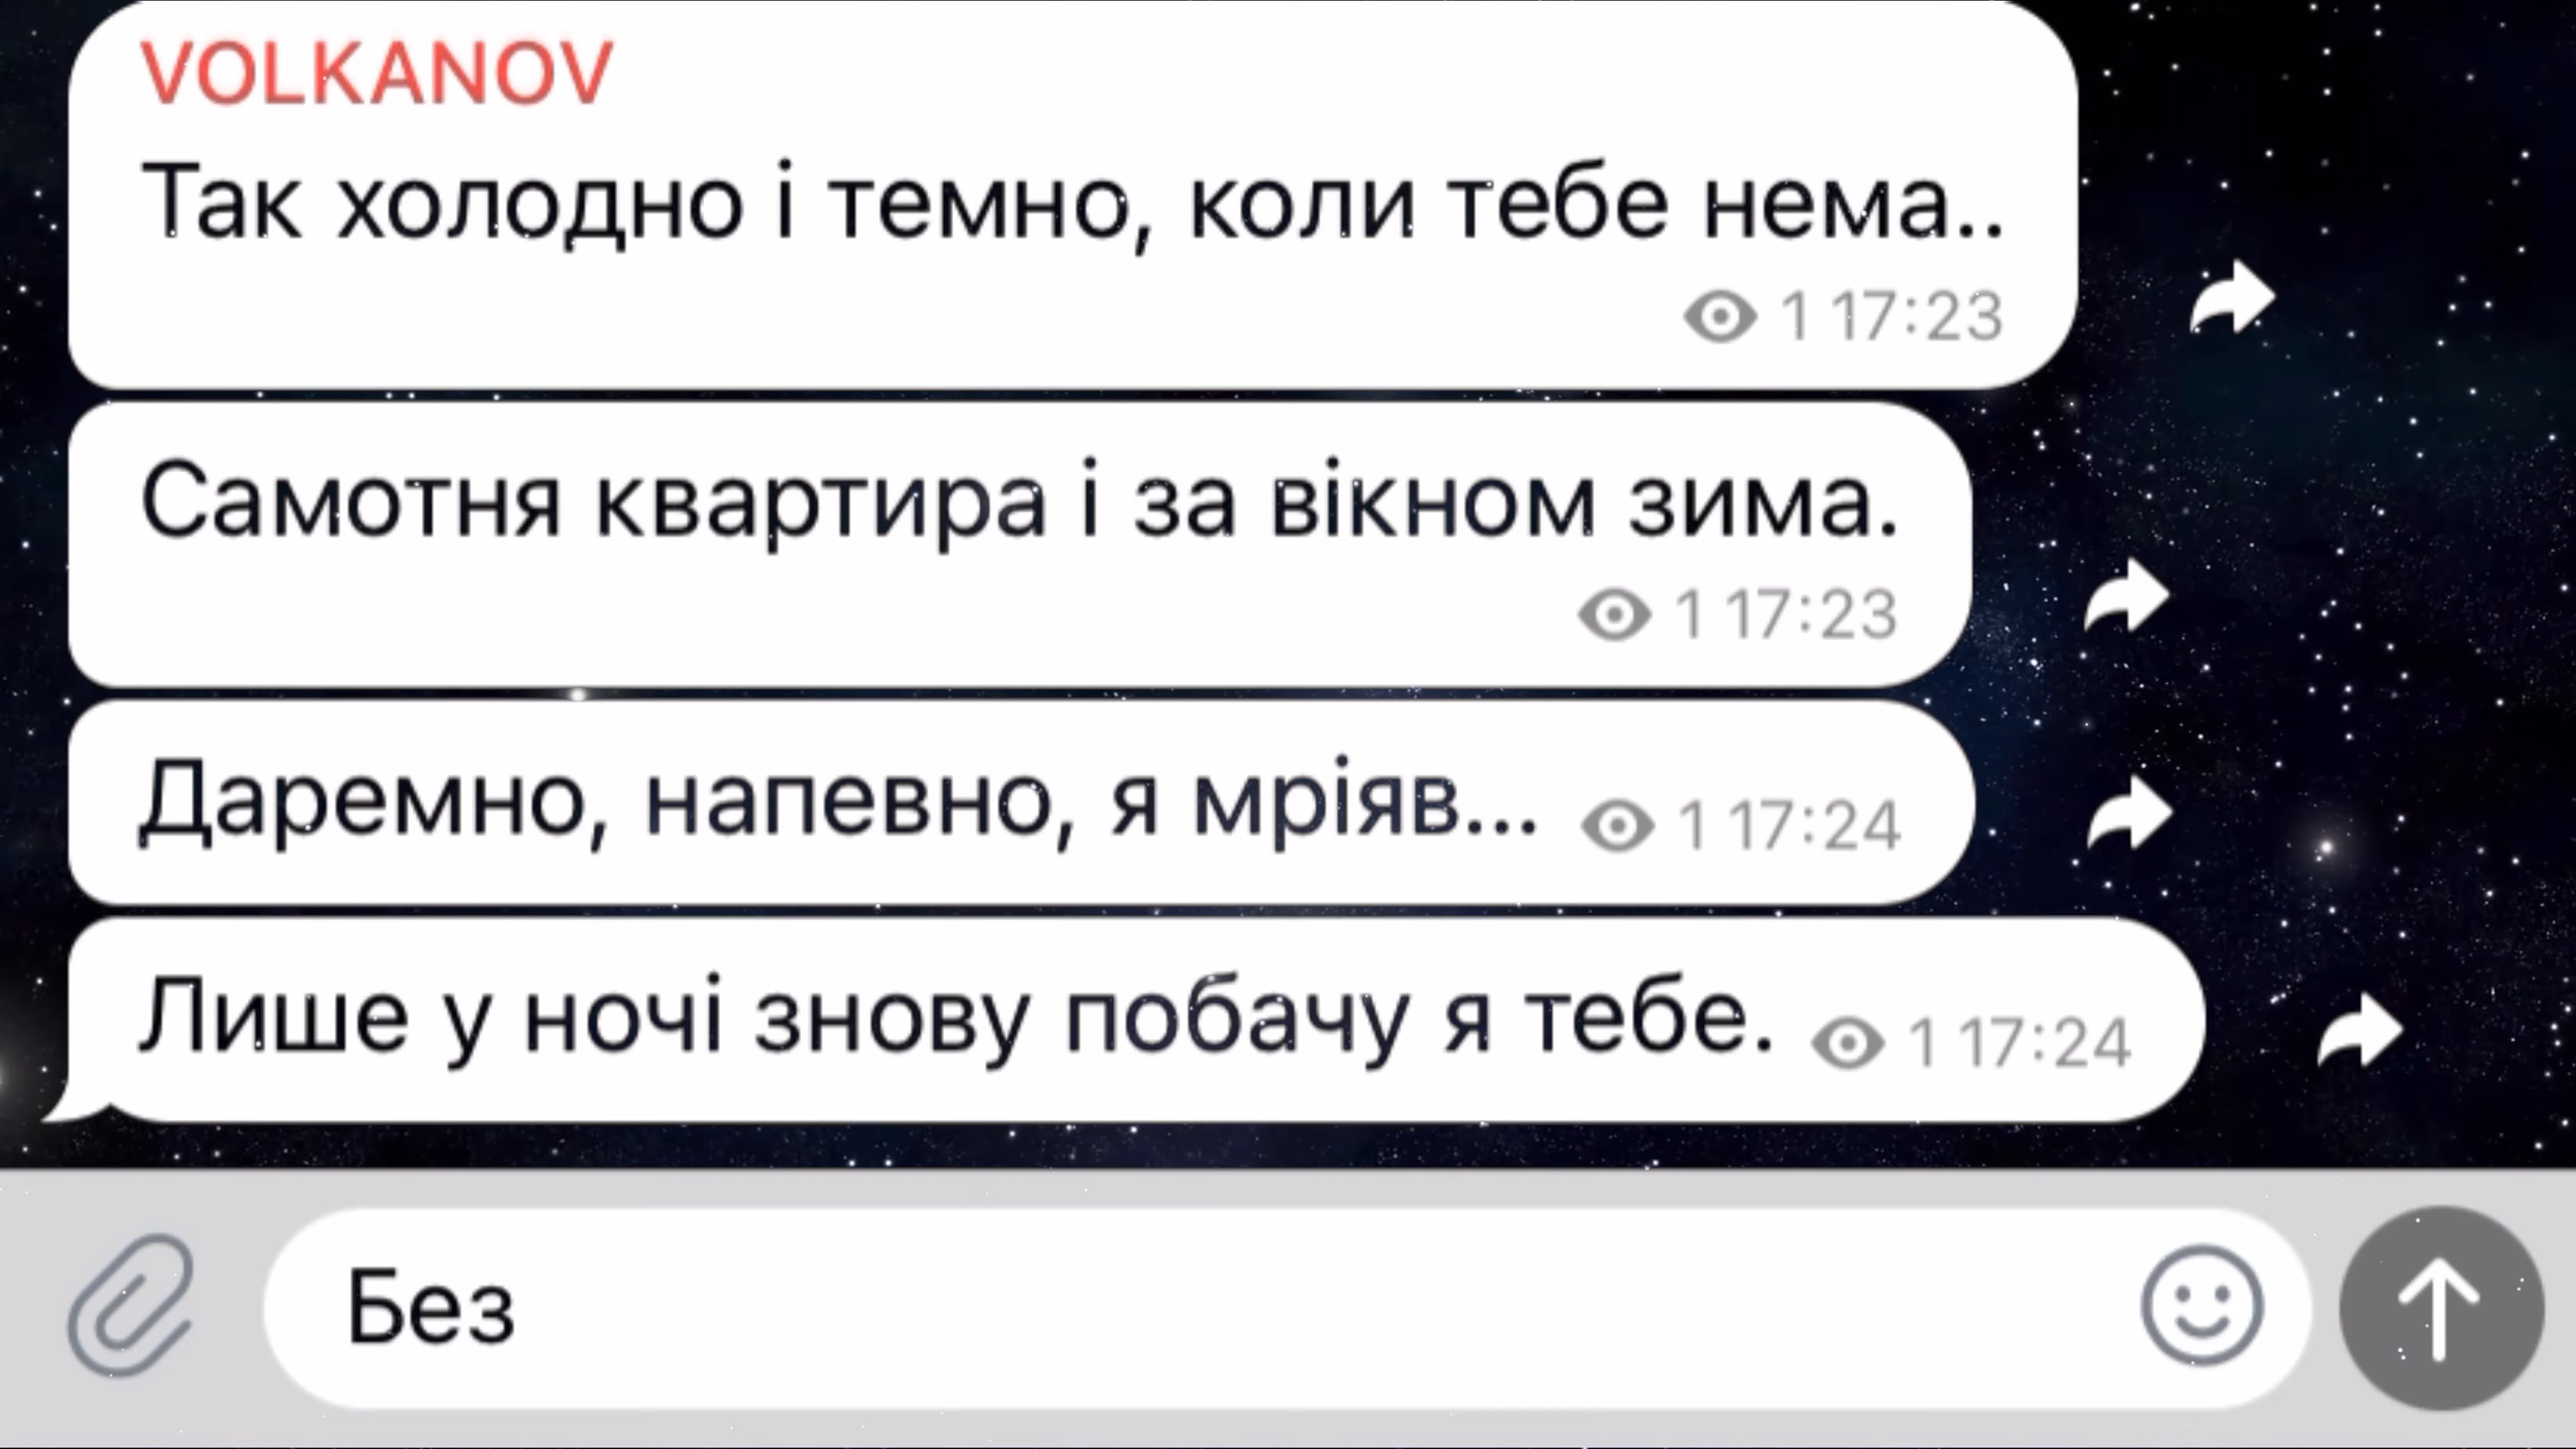 VOLKANOV
Так холодно і темно, коли тебе нема..
1 17:23
Самотня квартира і за вікном зима.
1 17:23
Даремно, напевно, я мріяв... 1 17:24
Лише у ночі знову побачу я тебе. 1 17:24
Без